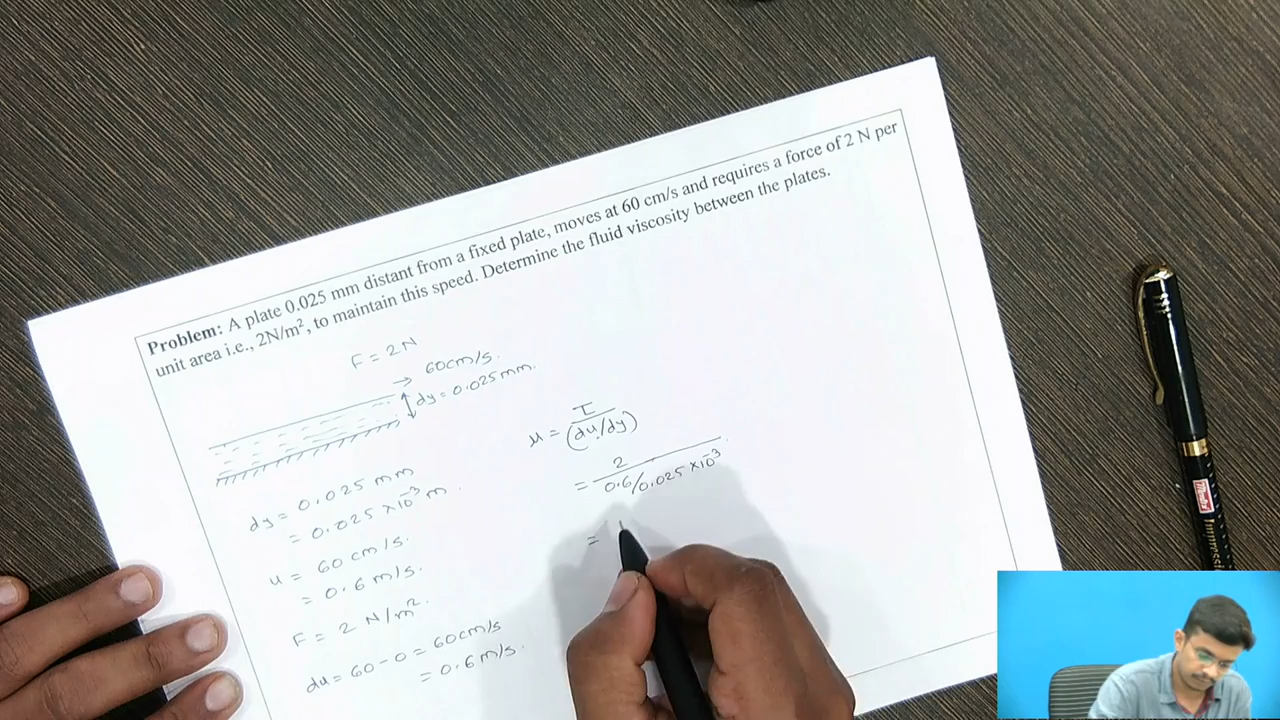 Problem: A plate 0.025 mm distant from a fixed plate, moves at 60 cm/s and requires a force of 2 N per
unit area i.e., 2N/m², to maintain this speed. Determine the fluid viscosity between the plates.
F = 2N
→ 60cm/s.
dy = 0.025mm.
dy = 0.025 mm
= 0.025 × 10⁻³ m.
u = 60 cm/s.
= 0.6 m/s.
F = 2 N/m².
du = 60 - 0 = 60cm/s
= 0.6 m/s.
μ = τ/(du/dy)
= 2/(0.6/0.025 × 10⁻³)
=
Impression